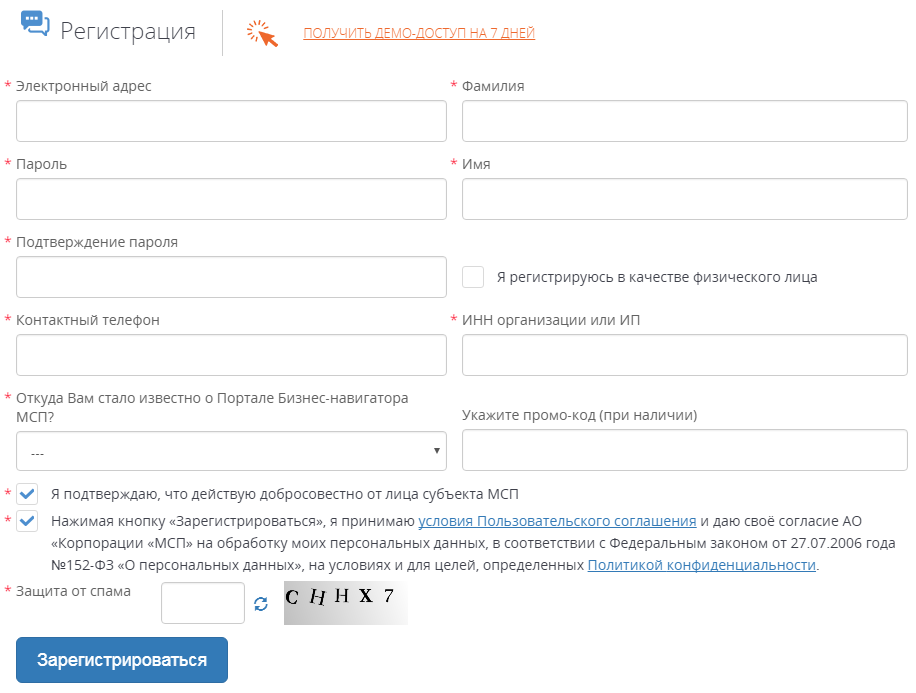 Регистрация
ПОЛУЧИТЬ ДЕМО-ДОСТУП НА 7 ДНЕЙ
* Электронный адрес
* Фамилия
* Пароль
* Имя
* Подтверждение пароля
Я регистрируюсь в качестве физического лица
* Контактный телефон
* ИНН организации или ИП
* Откуда Вам стало известно о Портале Бизнес-навигатора
МСП?
Укажите промо-код (при наличии)
---
* Я подтверждаю, что действую добросовестно от лица субъекта МСП
* Нажимая кнопку «Зарегистрироваться», я принимаю условия Пользовательского соглашения и даю своё согласие АО
«Корпорации «МСП» на обработку моих персональных данных, в соответствии с Федеральным законом от 27.07.2006 года
№152-ФЗ «О персональных данных», на условиях и для целей, определенных Политикой конфиденциальности.
* Защита от спама
C H H X 7
Зарегистрироваться